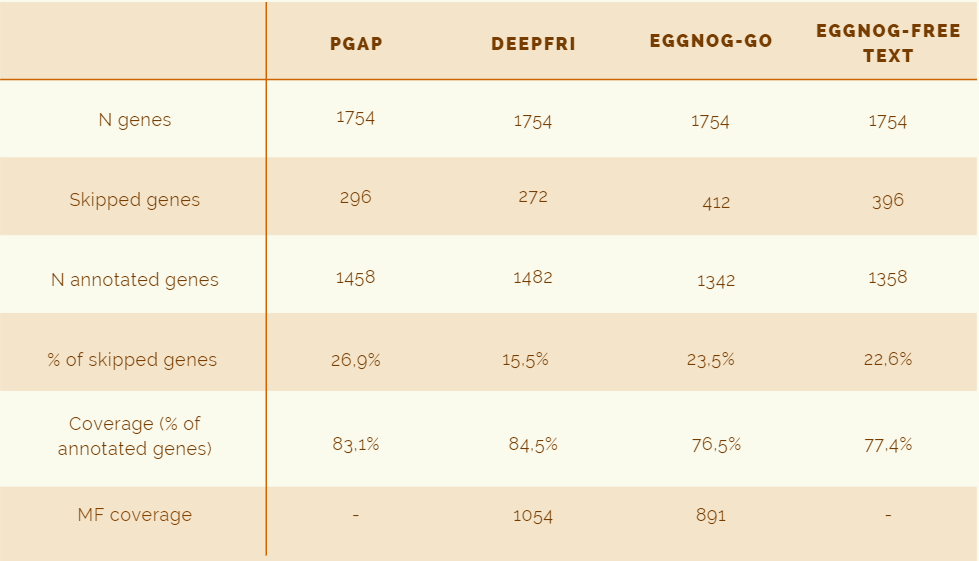 PGAP DEEPFRI EGGNOG-GO EGGNOG-FREE TEXT
N genes 1754 1754 1754 1754
Skipped genes 296 272 412 396
N annotated genes 1458 1482 1342 1358
% of skipped genes 26,9% 15,5% 23,5% 22,6%
Coverage (% of
annotated genes) 83,1% 84,5% 76,5% 77,4%
MF coverage - 1054 891 -